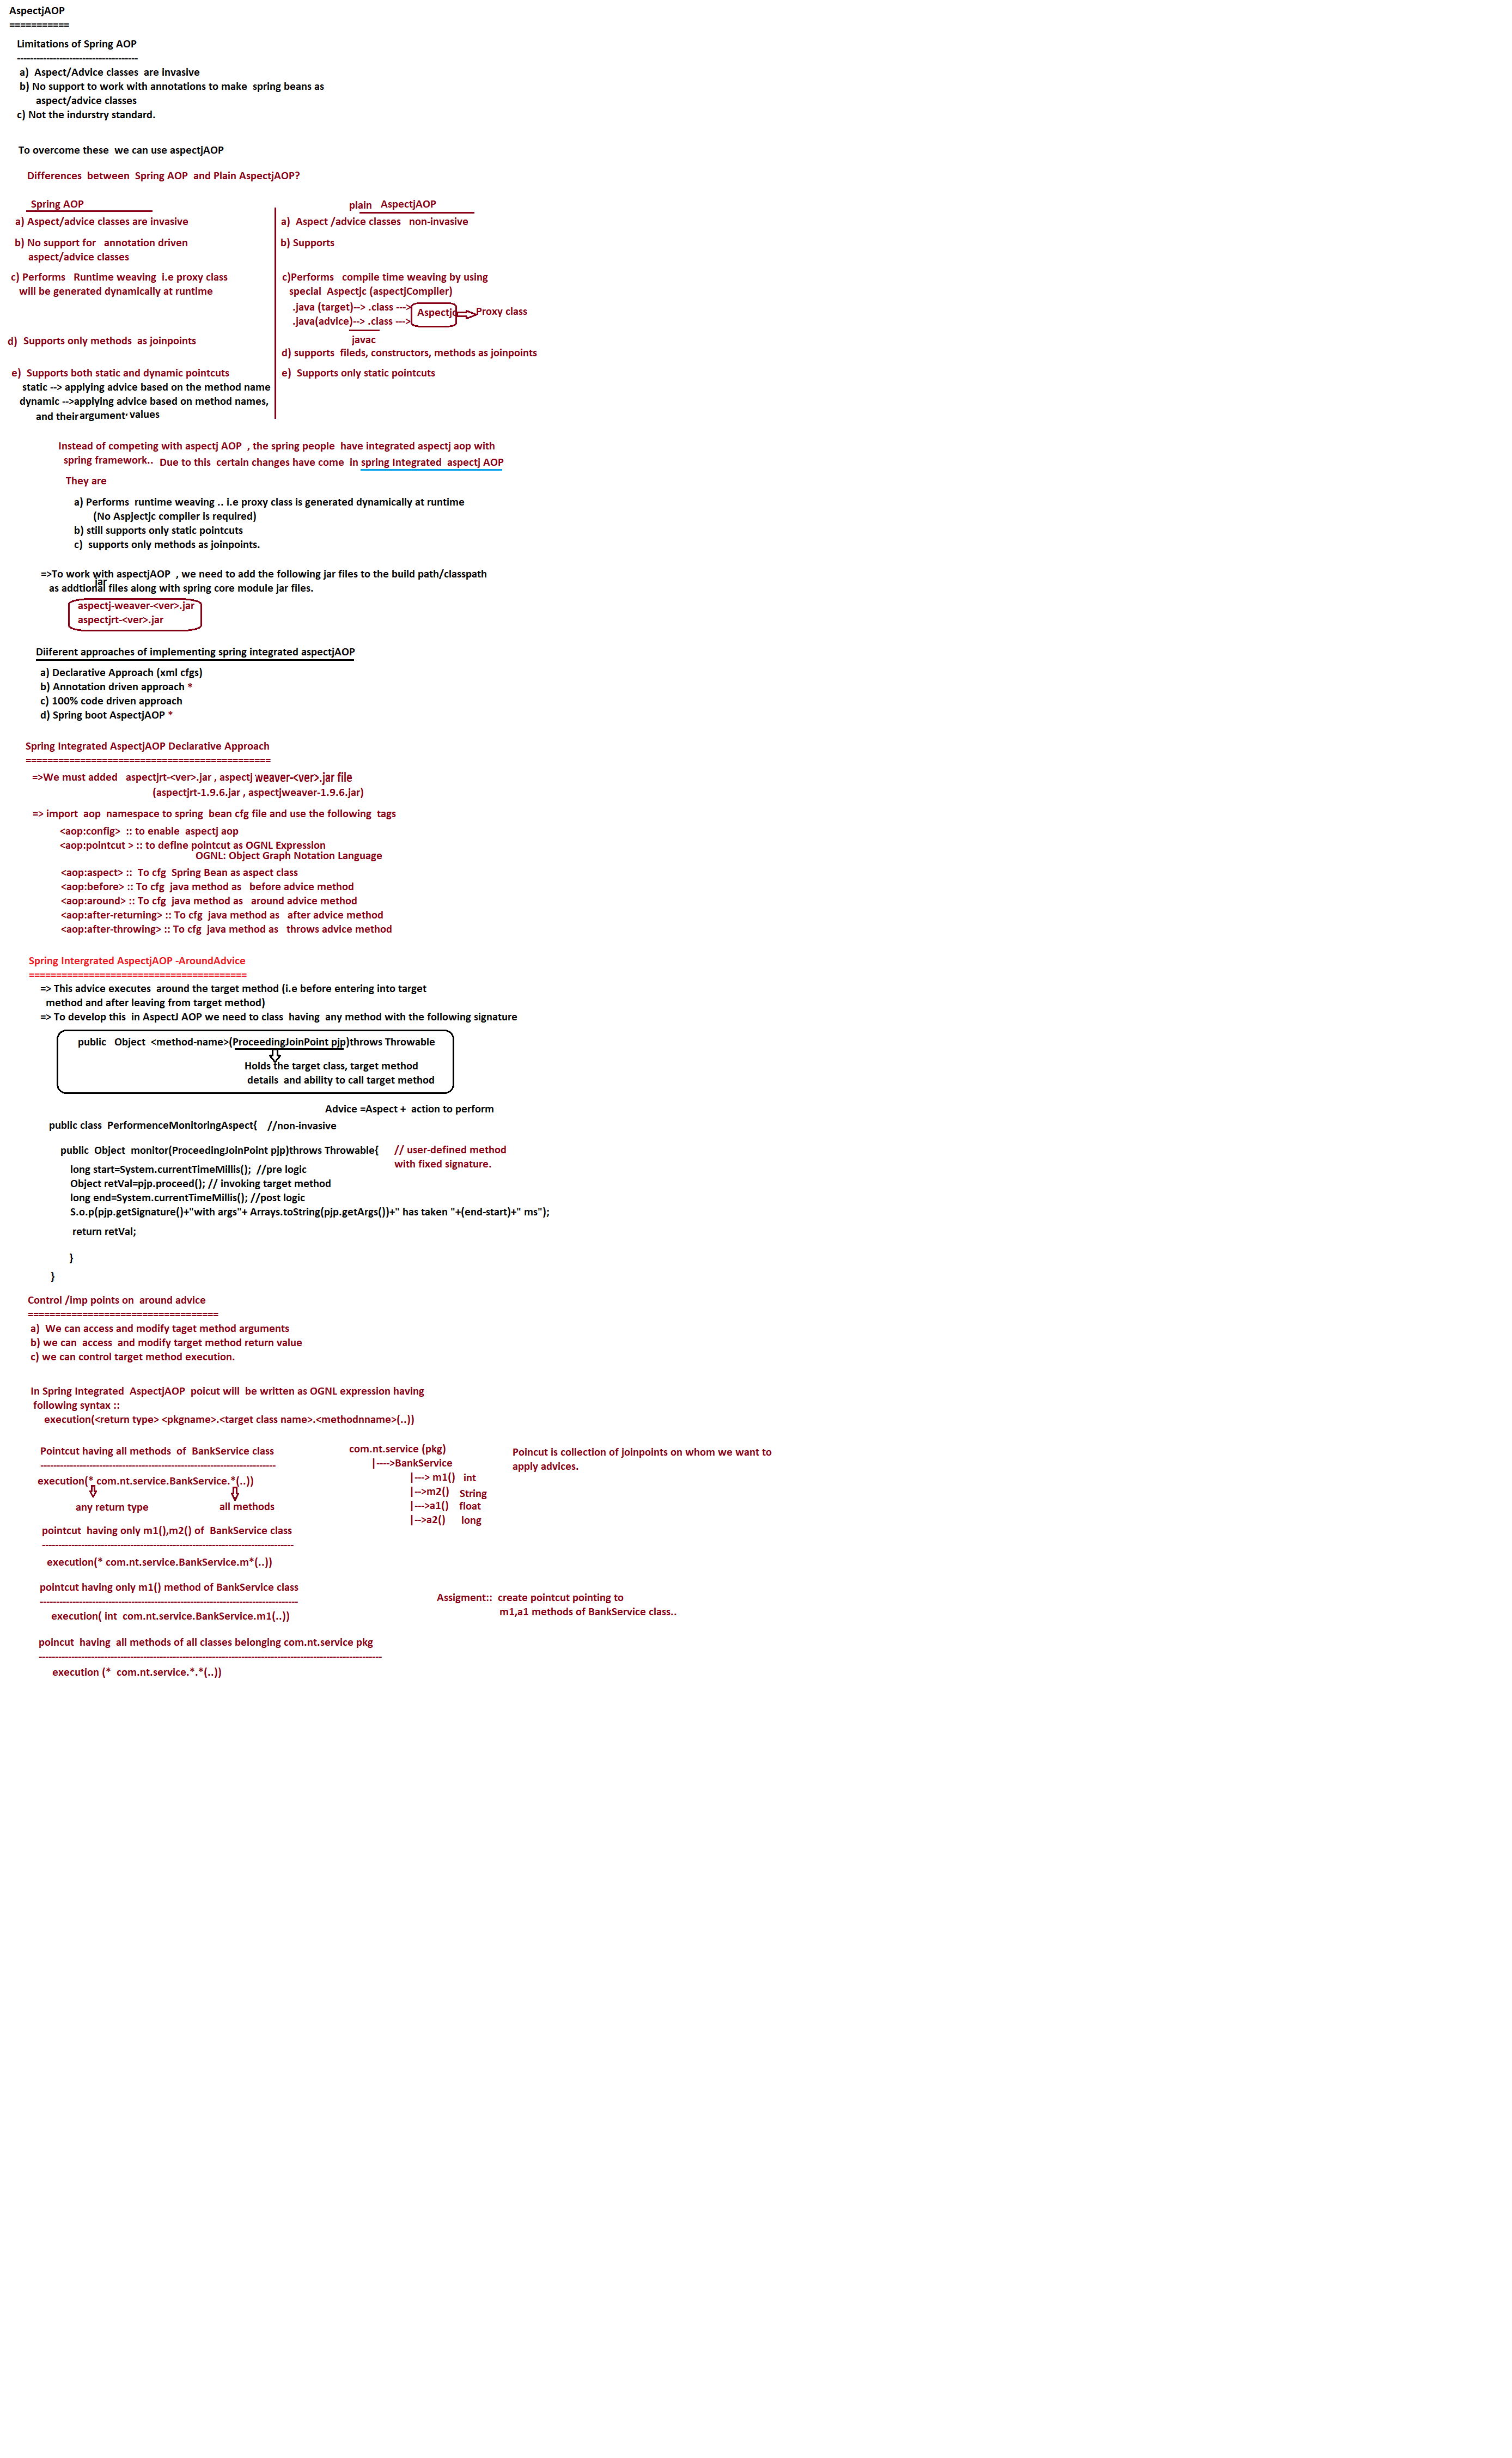 AspectjAOP
===========
Limitations of Spring AOP
-------------------------------------
a)  Aspect/Advice classes  are invasive
b) No support to work with annotations to make  spring beans as
aspect/advice classes
c) Not the indurstry standard.
To overcome these  we can use aspectjAOP
Differences  between  Spring AOP  and Plain AspectjAOP?
Spring AOP
a) Aspect/advice classes are invasive
b) No support for   annotation driven
aspect/advice classes
c) Performs   Runtime weaving  i.e proxy class
will be generated dynamically at runtime
d)  Supports only methods  as joinpoints
e)  Supports both static and dynamic pointcuts
static --> applying advice based on the method name
dynamic -->applying advice based on method names,
and their argument values
plain   AspectjAOP
a)  Aspect /advice classes   non-invasive
b) Supports
c)Performs   compile time weaving by using
special  Aspectjc (aspectjCompiler)
.java (target)--> .class --->
.java(advice)--> .class --->
Aspectjc
Proxy class
javac
d) supports  fileds, constructors, methods as joinpoints
e)  Supports only static pointcuts
Instead of competing with aspectj AOP  , the spring people  have integrated aspectj aop with
spring framework..  Due to this  certain changes have come  in spring Integrated  aspectj AOP
They are
a) Performs  runtime weaving .. i.e proxy class is generated dynamically at runtime
(No Aspjectjc compiler is required)
b) still supports only static pointcuts
c)  supports only methods as joinpoints.
=>To work with aspectjAOP  , we need to add the following jar files to the build path/classpath
jar
as addtional files along with spring core module jar files.
aspectj-weaver-<ver>.jar
aspectjrt-<ver>.jar
Diiferent approaches of implementing spring integrated aspectjAOP
a) Declarative Approach (xml cfgs)
b) Annotation driven approach *
c) 100% code driven approach
d) Spring boot AspectjAOP *
Spring Integrated AspectjAOP Declarative Approach
=============================================
=>We must added   aspectjrt-<ver>.jar , aspectj weaver-<ver>.jar file
(aspectjrt-1.9.6.jar , aspectjweaver-1.9.6.jar)
=> import  aop  namespace to spring  bean cfg file and use the following  tags
<aop:config>  :: to enable  aspectj aop
<aop:pointcut > :: to define pointcut as OGNL Expression
OGNL: Object Graph Notation Language
<aop:aspect> ::  To cfg  Spring Bean as aspect class
<aop:before> :: To cfg  java method as   before advice method
<aop:around> :: To cfg  java method as   around advice method
<aop:after-returning> :: To cfg  java method as   after advice method
<aop:after-throwing> :: To cfg  java method as   throws advice method
Spring Intergrated AspectjAOP -AroundAdvice
========================================
=> This advice executes  around the target method (i.e before entering into target
method and after leaving from target method)
=> To develop this  in AspectJ AOP we need to class  having  any method with the following signature
public   Object  <method-name>(ProceedingJoinPoint pjp)throws Throwable
Holds the target class, target method
details  and ability to call target method
Advice =Aspect +  action to perform
public class  PerformenceMonitoringAspect{    //non-invasive
public  Object  monitor(ProceedingJoinPoint pjp)throws Throwable{
// user-defined method
with fixed signature.
long start=System.currentTimeMillis();  //pre logic
Object retVal=pjp.proceed(); // invoking target method
long end=System.currentTimeMillis(); //post logic
S.o.p(pjp.getSignature()+"with args"+ Arrays.toString(pjp.getArgs())+" has taken "+(end-start)+" ms");
return retVal;
}
}
Control /imp points on  around advice
===================================
a)  We can access and modify taget method arguments
b) we can  access  and modify target method return value
c) we can control target method execution.
In Spring Integrated  AspectjAOP  poicut will  be written as OGNL expression having
following syntax ::
execution(<return type> <pkgname>.<target class name>.<methodnname>(..))
Pointcut having all methods  of  BankService class
------------------------------------------------------------------------
execution(* com.nt.service.BankService.*(..))
any return type
all methods
com.nt.service (pkg)
|---->BankService
|---> m1()   int
|-->m2()   String
|--->a1()   float
|-->a2()   long
Poincut is collection of joinpoints on whom we want to
apply advices.
pointcut  having only m1(),m2() of  BankService class
-----------------------------------------------------------------------------
execution(* com.nt.service.BankService.m*(..))
pointcut having only m1() method of BankService class
-------------------------------------------------------------------------------
execution( int  com.nt.service.BankService.m1(..))
Assigment::  create pointcut pointing to
m1,a1 methods of BankService class..
poincut  having  all methods of all classes belonging com.nt.service pkg
---------------------------------------------------------------------------------------------------------
execution (*  com.nt.service.*.*(..))